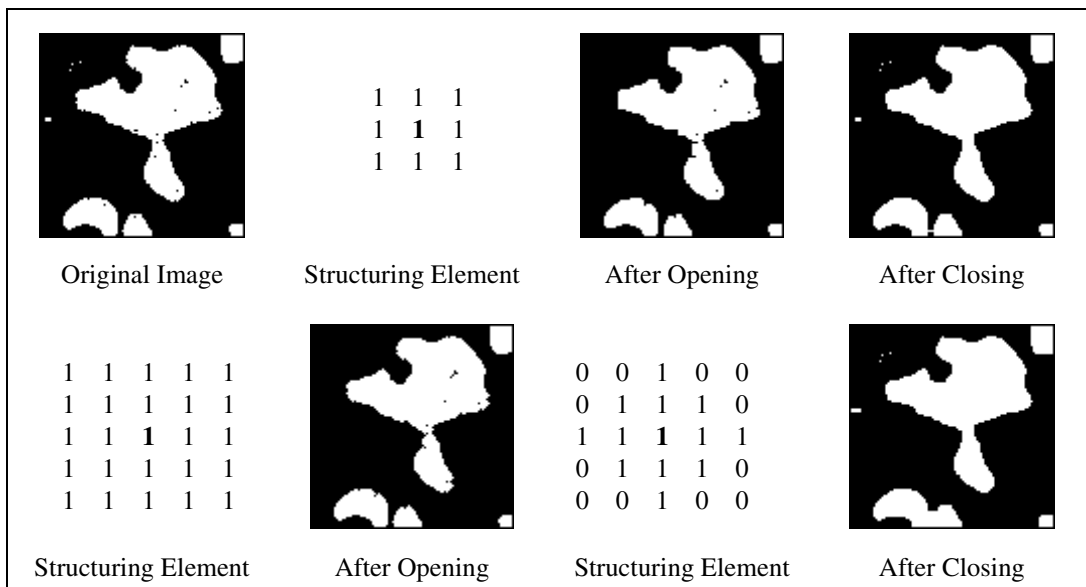 1 1 1
1 1 1
1 1 1
Original Image Structuring Element After Opening After Closing
1 1 1 1 1
1 1 1 1 1
1 1 1 1 1
1 1 1 1 1
1 1 1 1 1
0 0 1 0 0
0 1 1 1 0
1 1 1 1 1
0 1 1 1 0
0 0 1 0 0
Structuring Element After Opening Structuring Element After Closing